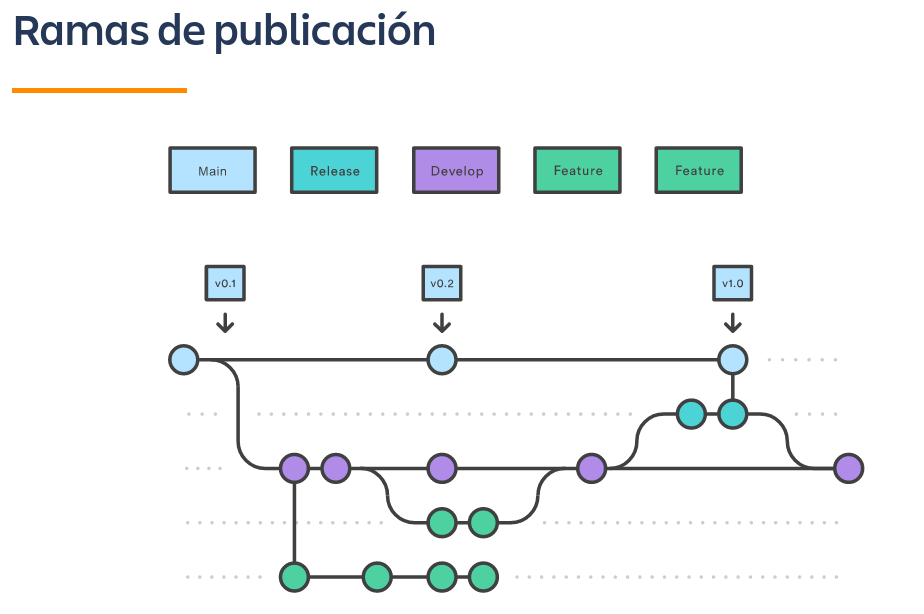 Ramas de publicación
Main
Release
Develop
Feature
Feature
v0.1
v0.2
v1.0